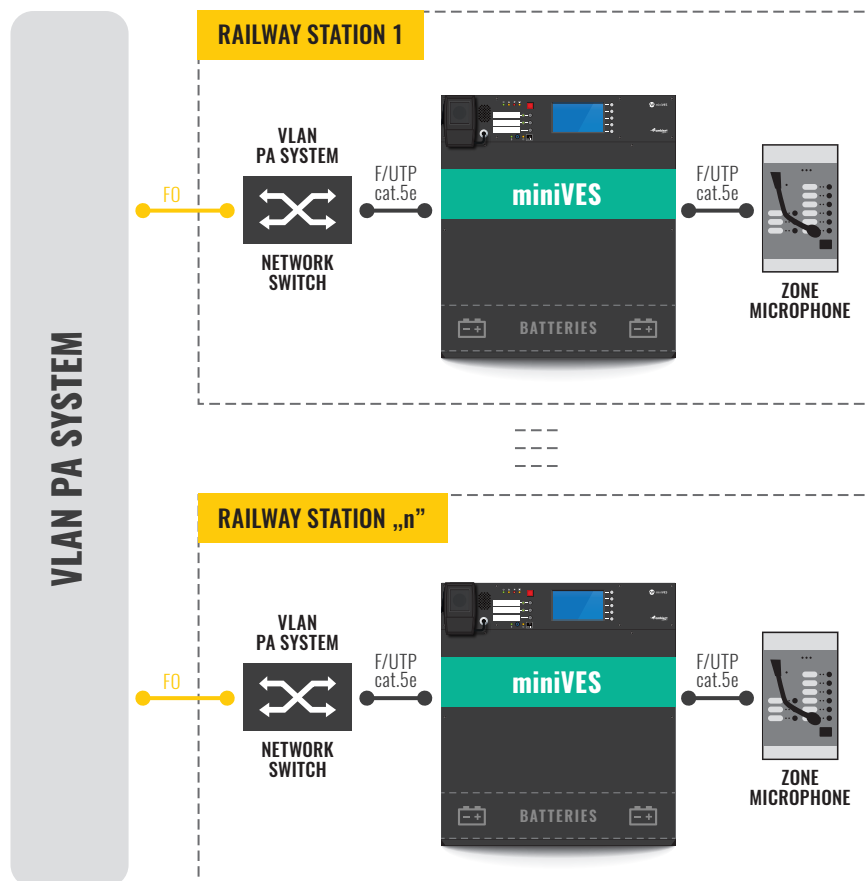 VLAN PA SYSTEM
RAILWAY STATION 1
VLAN
PA SYSTEM
FO
NETWORK
SWITCH
F/UTP
cat.5e
miniVES
BATTERIES
F/UTP
cat.5e
ZONE
MICROPHONE
RAILWAY STATION „n”
VLAN
PA SYSTEM
FO
NETWORK
SWITCH
F/UTP
cat.5e
miniVES
BATTERIES
F/UTP
cat.5e
ZONE
MICROPHONE